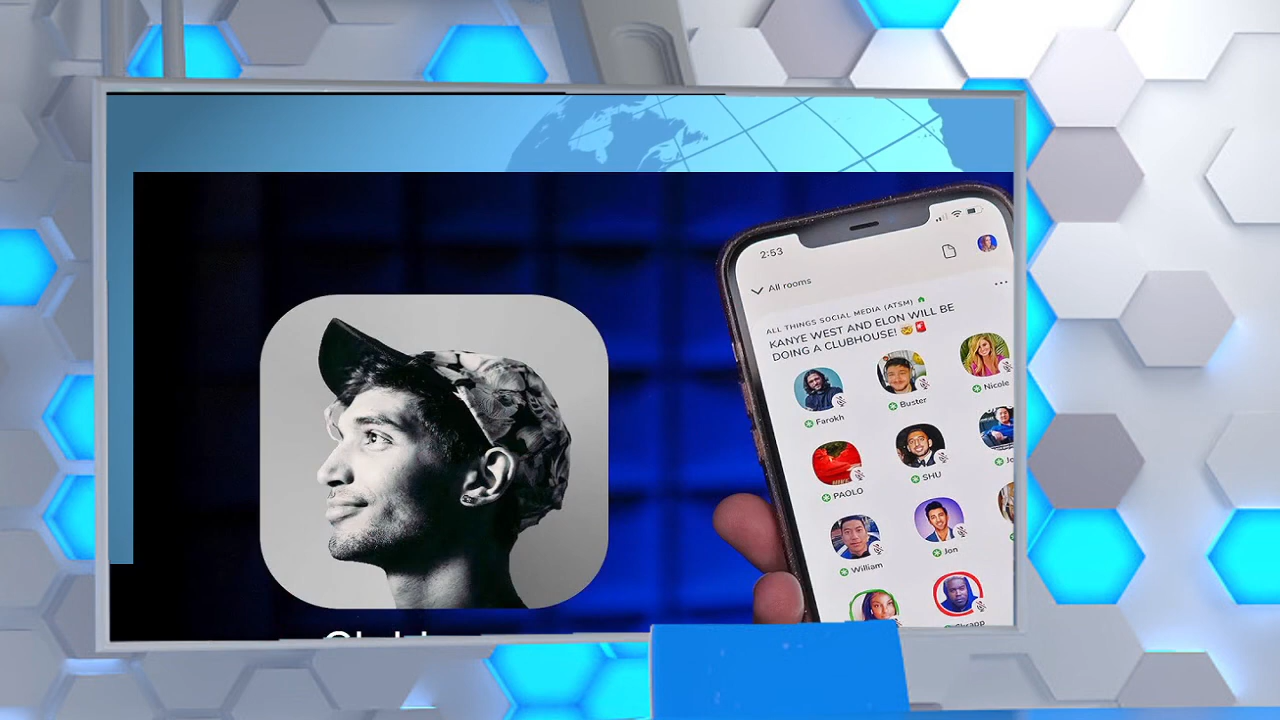 2:53
All rooms
ALL THINGS SOCIAL MEDIA (ATSM)
KANYE WEST AND ELON WILL BE
DOING A CLUBHOUSE! 🤯🚨
Farokh
Buster
Nicole
PAOLO
SHU
William
Jon